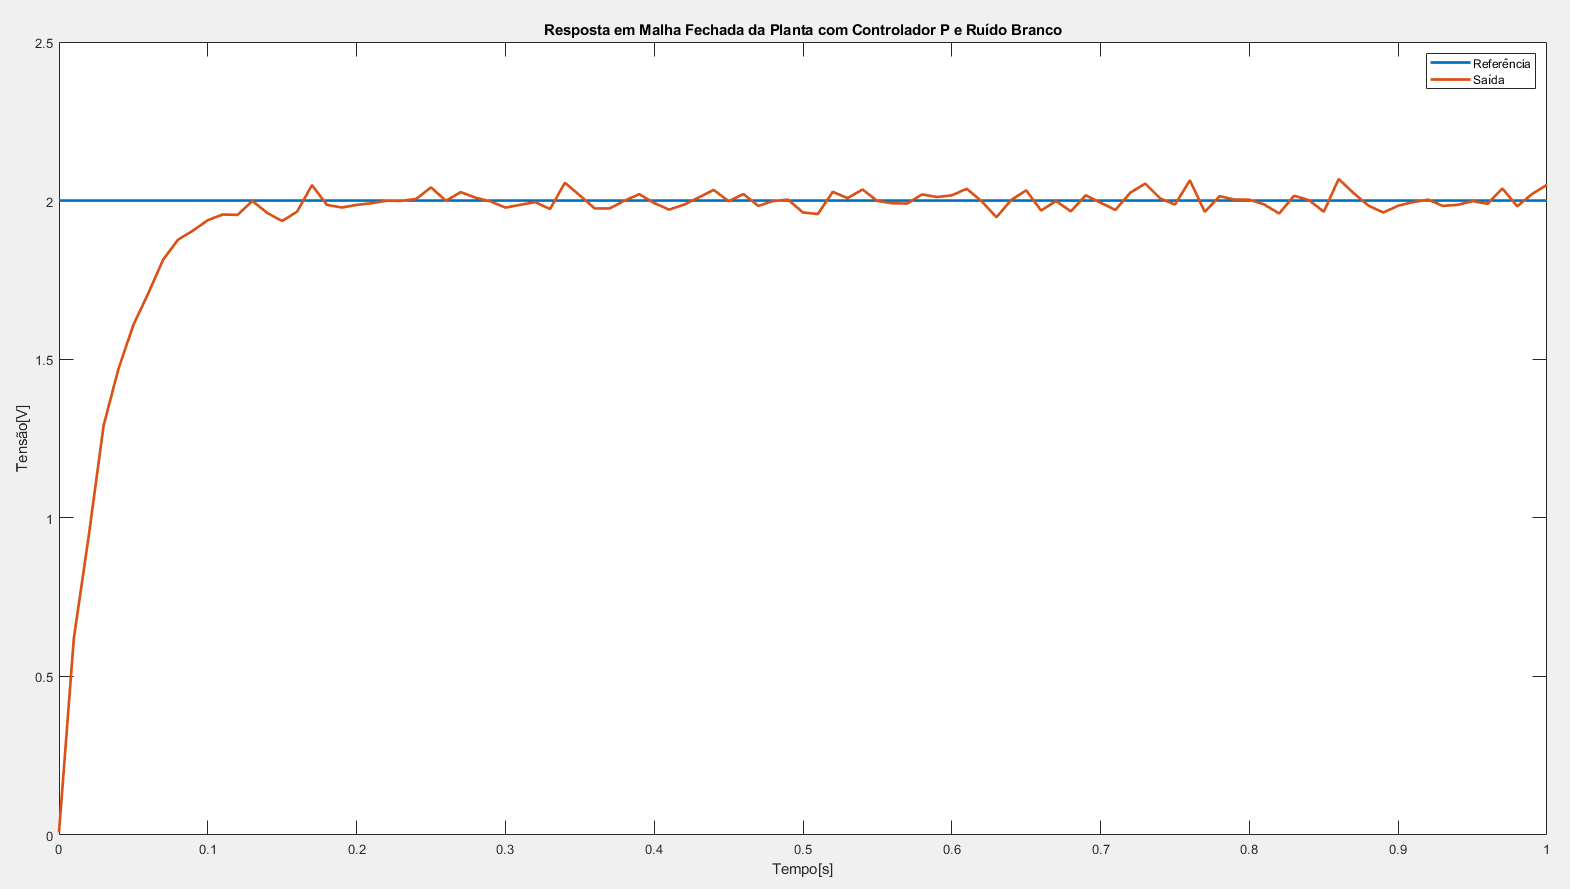 Resposta em Malha Fechada da Planta com Controlador P e Ruído Branco
Referência
Saída
2.5
2
1.5
1
0.5
0
Tensão[V]
0 0.1 0.2 0.3 0.4 0.5 0.6 0.7 0.8 0.9 1
Tempo[s]